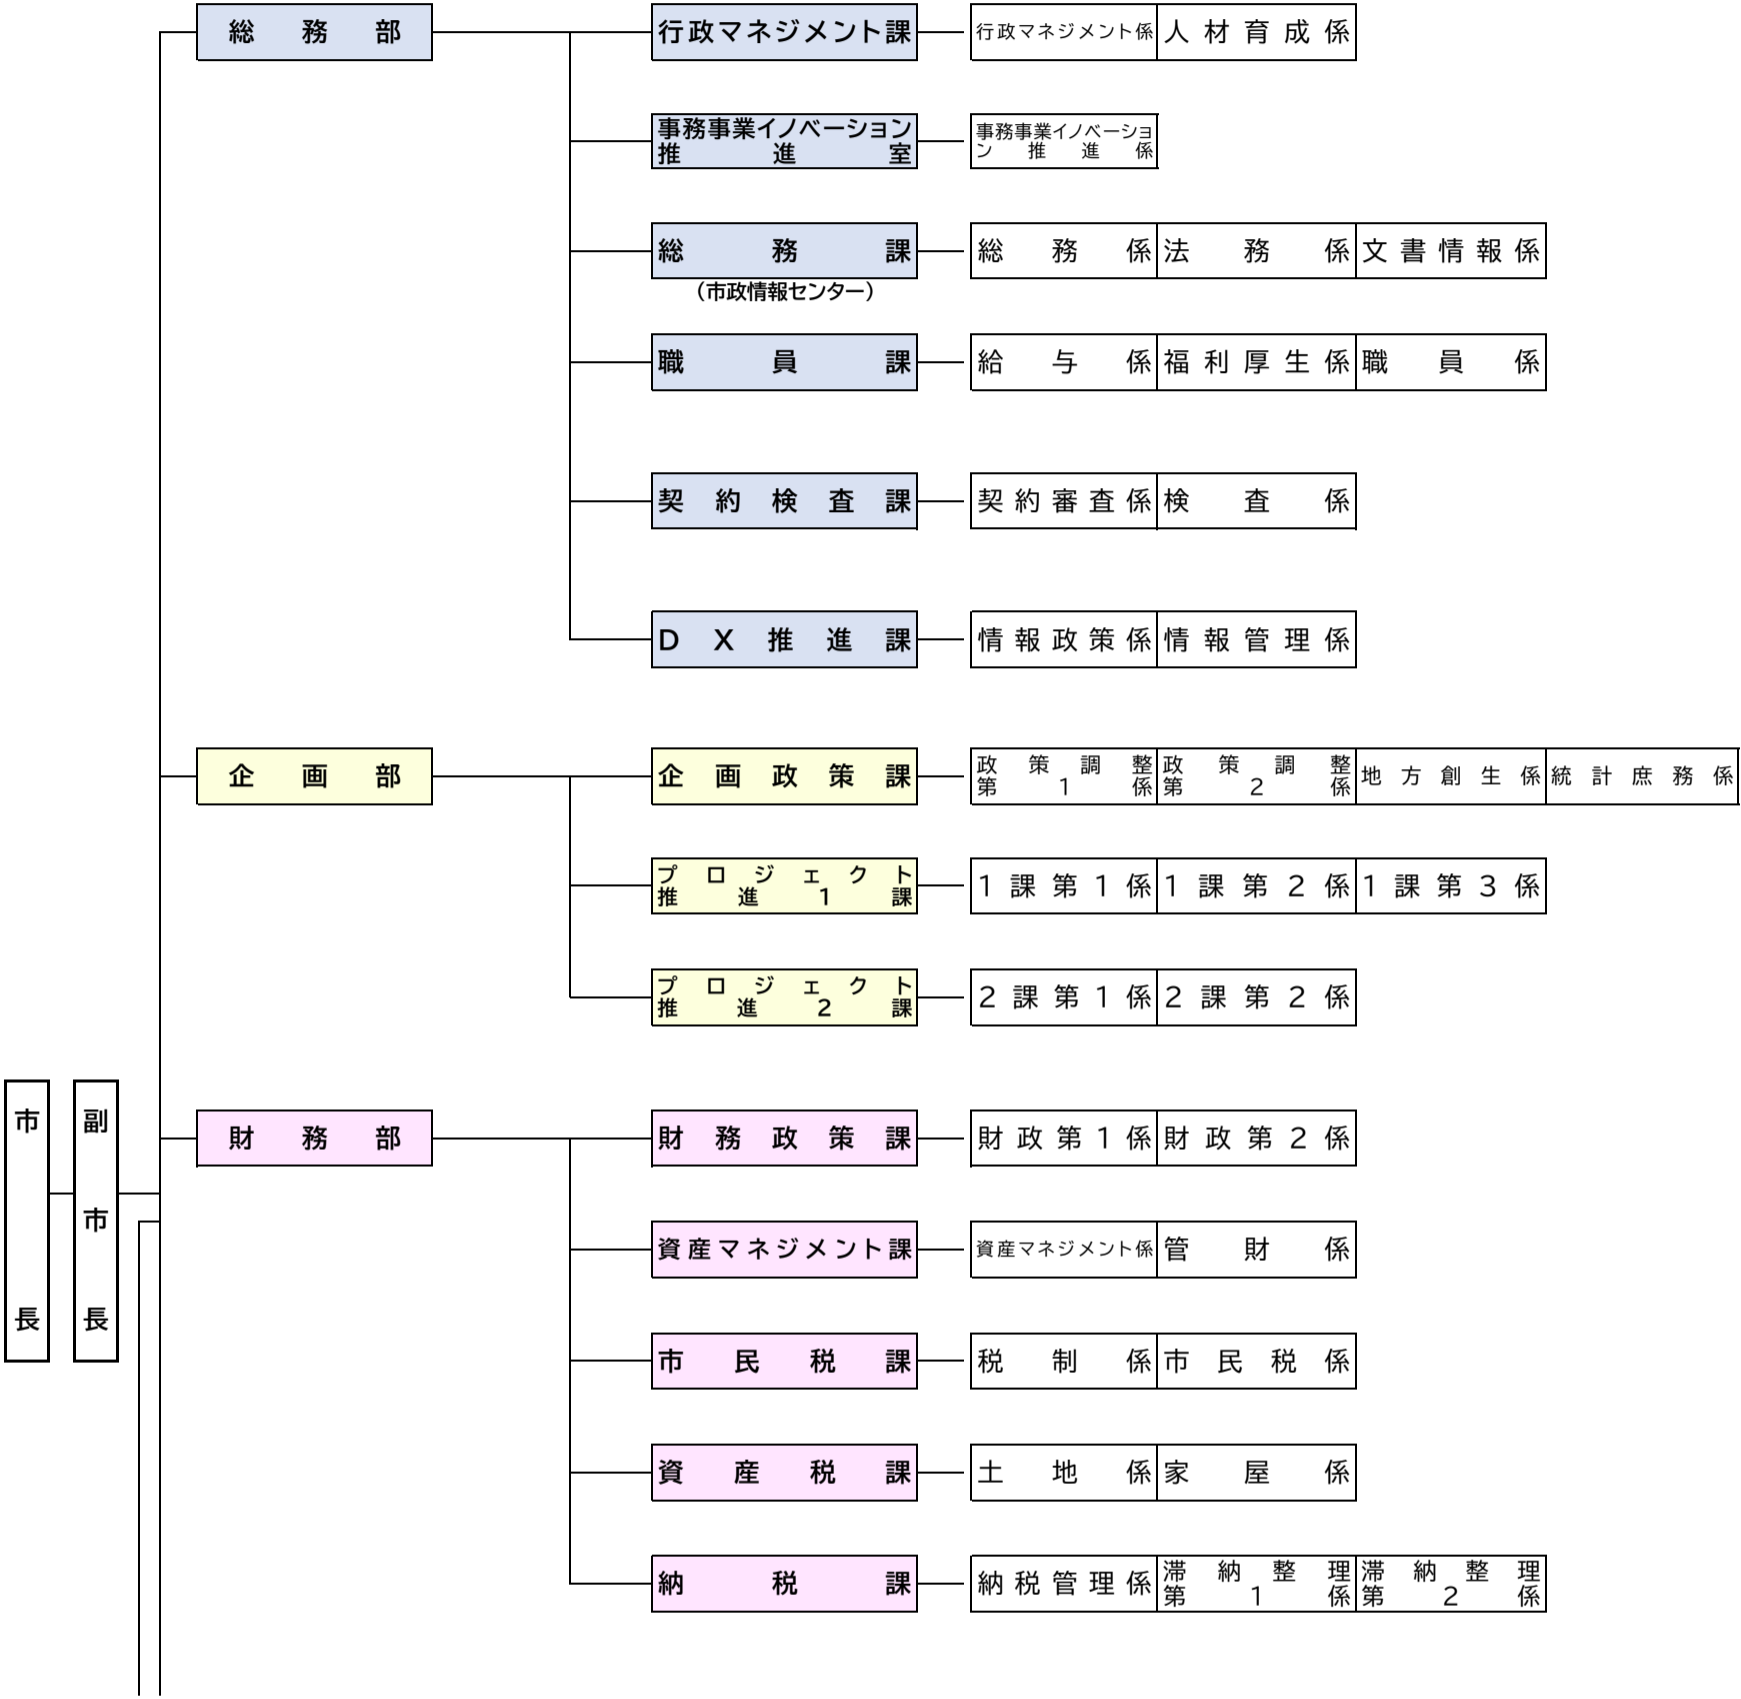 総務部
行政マネジメント課
行政マネジメント係
人材育成係
事務事業イノベーション
推進室
事務事業イノベーショ
ン推進係
総務課
総務係
法務係
文書情報係
（市政情報センター）
職員課
給与係
福利厚生係
職員係
契約検査課
契約審査係
検査係
DX推進課
情報政策係
情報管理係
企画部
企画政策課
政策調整
第1係
政策調整
第2係
地方創生係
統計庶務係
プロジェクト
推進1課
1課第1係
1課第2係
1課第3係
プロジェクト
推進2課
2課第1係
2課第2係
市長
副市長
財務部
財務政策課
財政第1係
財政第2係
資産マネジメント課
資産マネジメント係
管財係
市民税課
税制係
市民税係
資産税課
土地係
家屋係
納税課
納税管理係
滞納整理
第1係
滞納整理
第2係